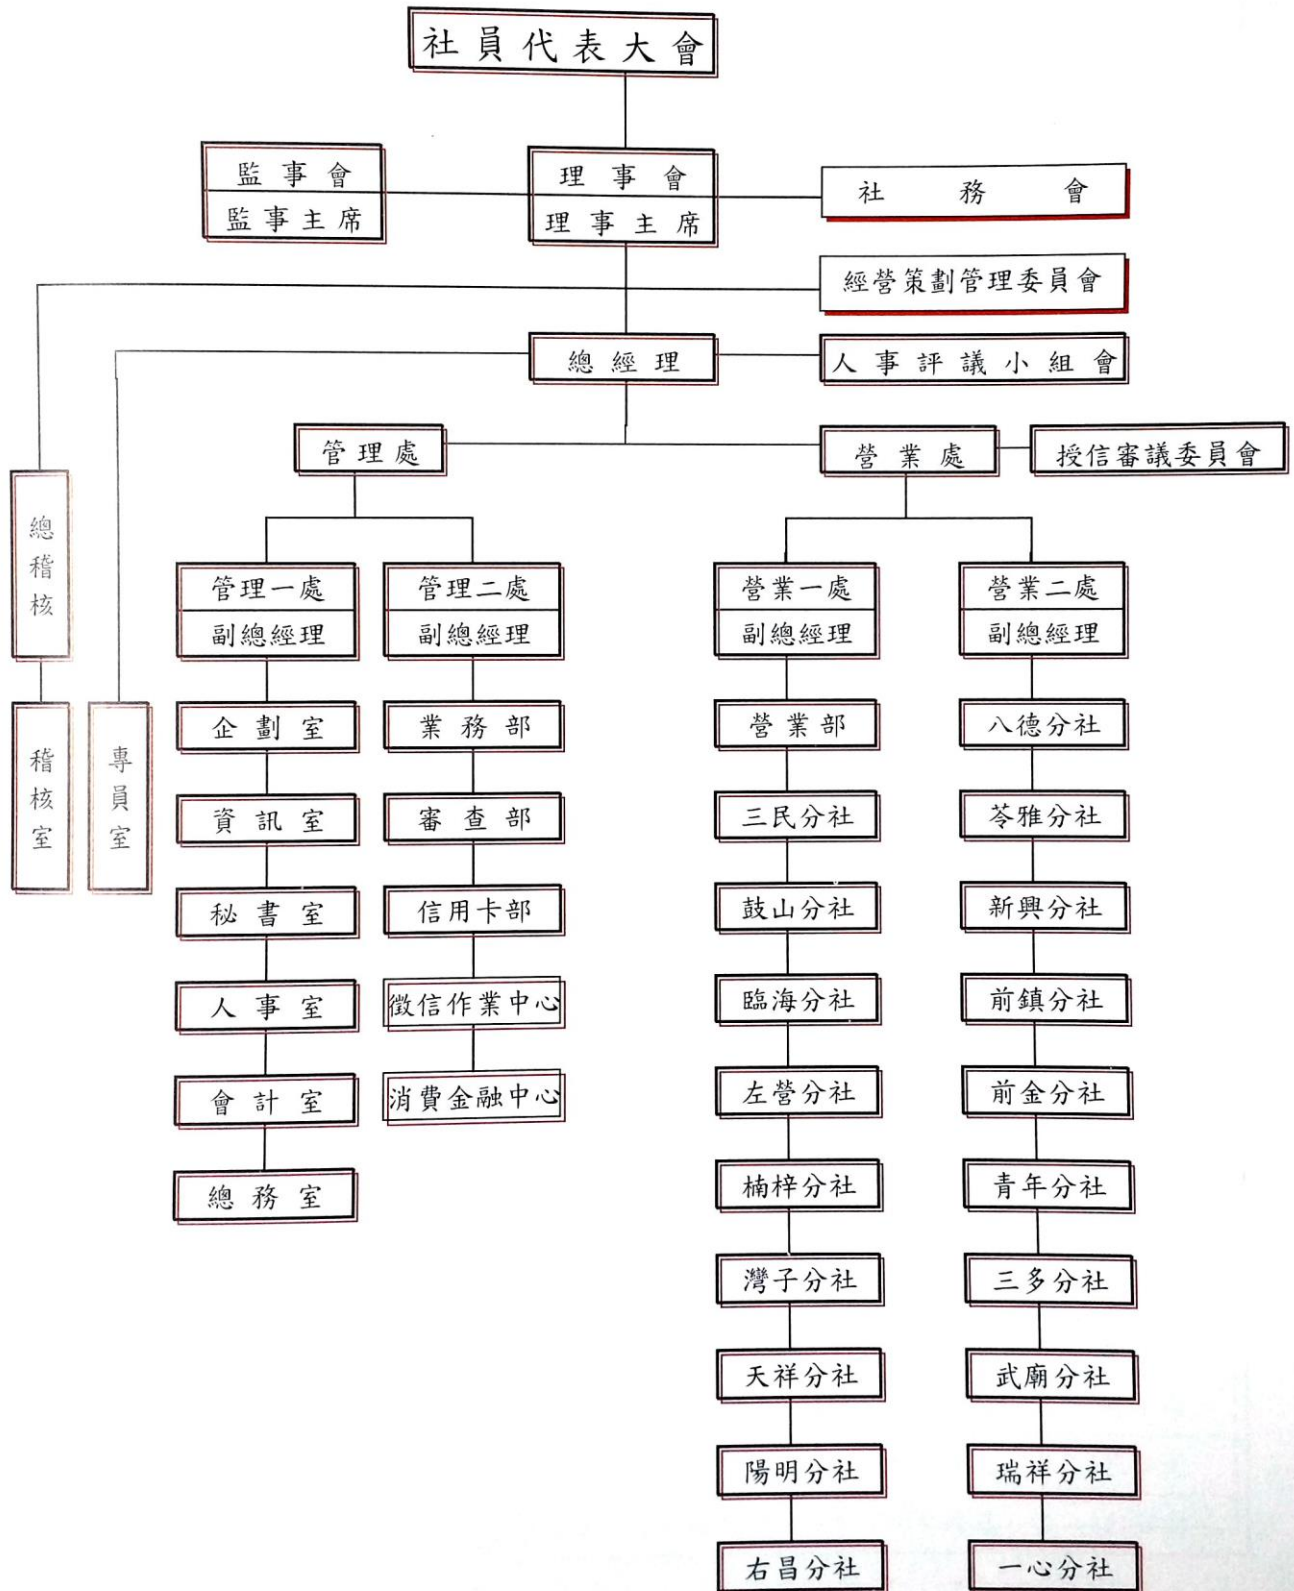 社員代表大會
監事會
監事主席
理事會
理事主席
社務會
經營策劃管理委員會
總經理
人事評議小組會
管理處
營業處
授信審議委員會
總稽核
稽核室
專員室
管理一處
副總經理
企劃室
資訊室
秘書室
人事室
會計室
總務室
管理二處
副總經理
業務部
審查部
信用卡部
徵信作業中心
消費金融中心
營業一處
副總經理
營業部
三民分社
鼓山分社
臨海分社
左營分社
楠梓分社
灣子分社
天祥分社
陽明分社
右昌分社
營業二處
副總經理
八德分社
苓雅分社
新興分社
前鎮分社
前金分社
青年分社
三多分社
武廟分社
瑞祥分社
一心分社